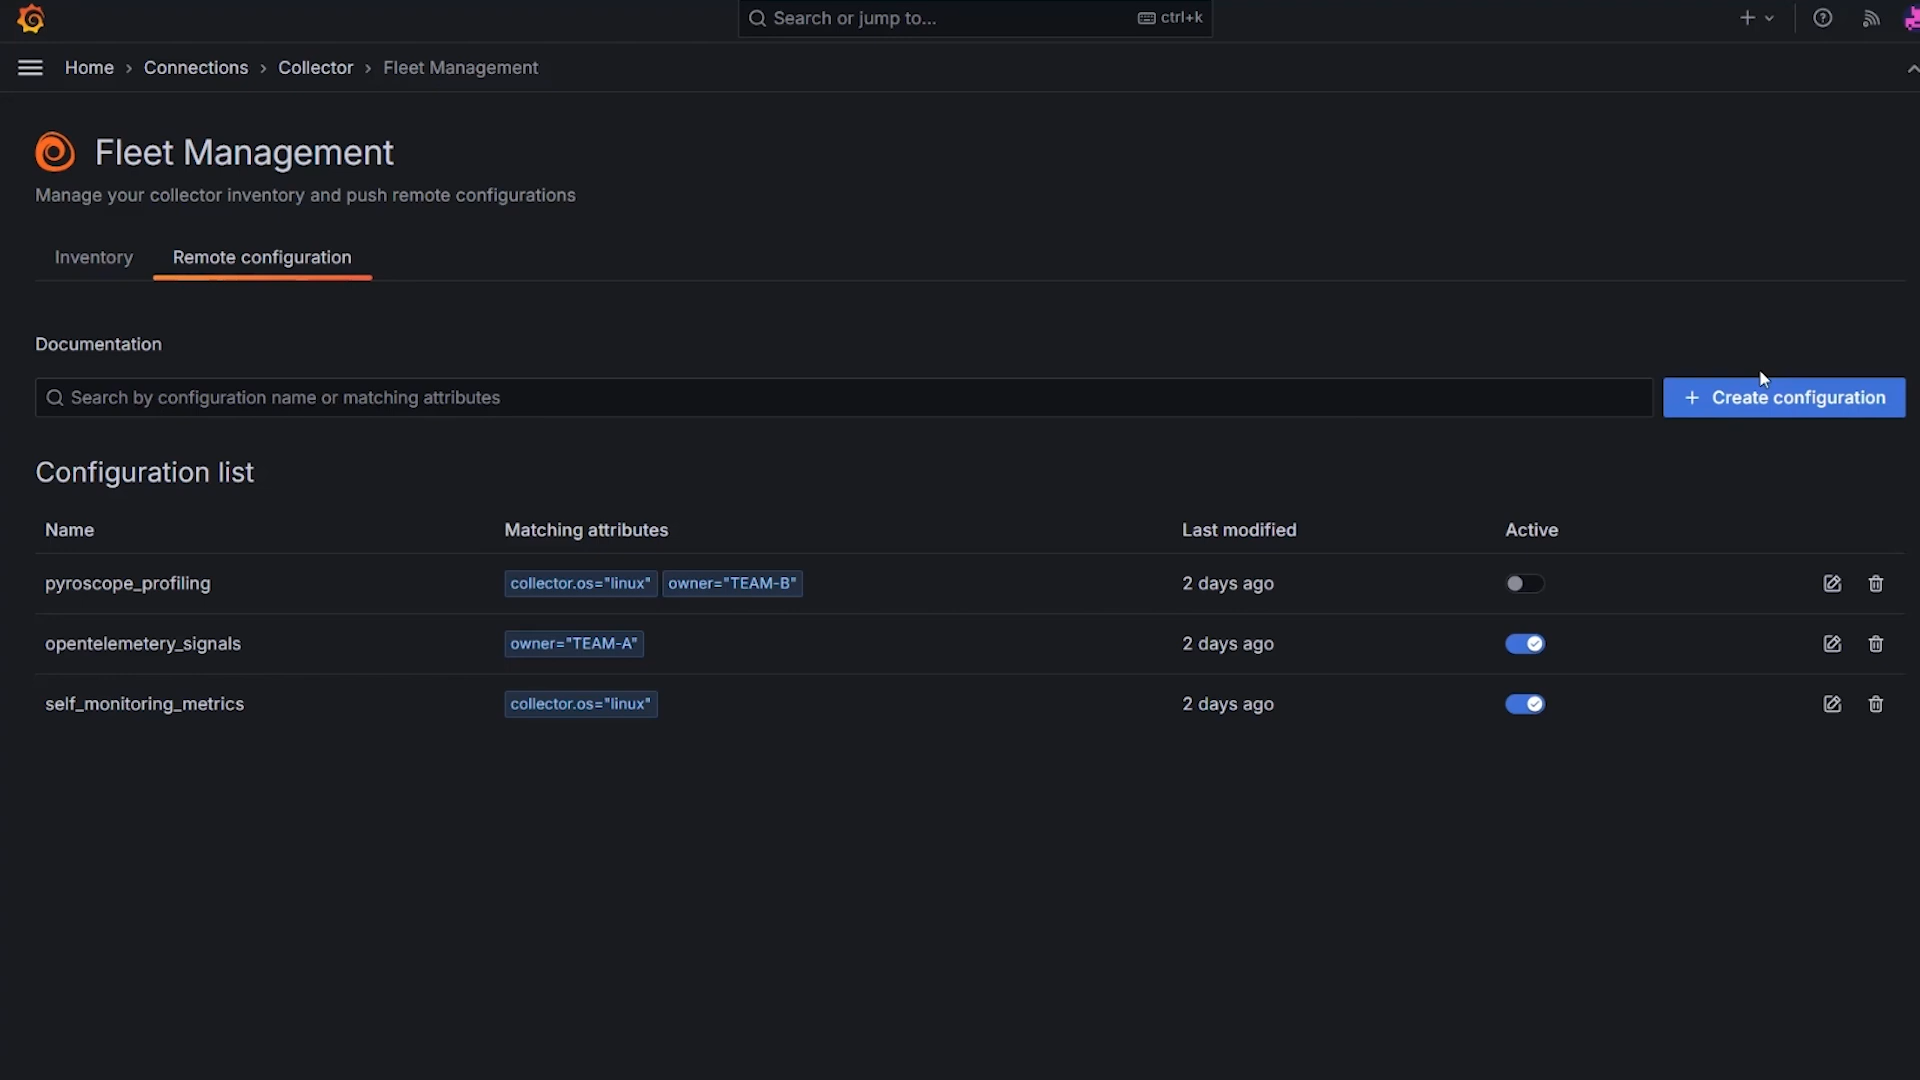 Search or jump to... ctrl+k
Home › Connections › Collector › Fleet Management
Fleet Management
Manage your collector inventory and push remote configurations
Inventory Remote configuration
Documentation
Search by configuration name or matching attributes + Create configuration
Configuration list
Name Matching attributes Last modified Active
pyroscope_profiling collector.os="linux" owner="TEAM-B" 2 days ago
opentelemetery_signals owner="TEAM-A" 2 days ago
self_monitoring_metrics collector.os="linux" 2 days ago